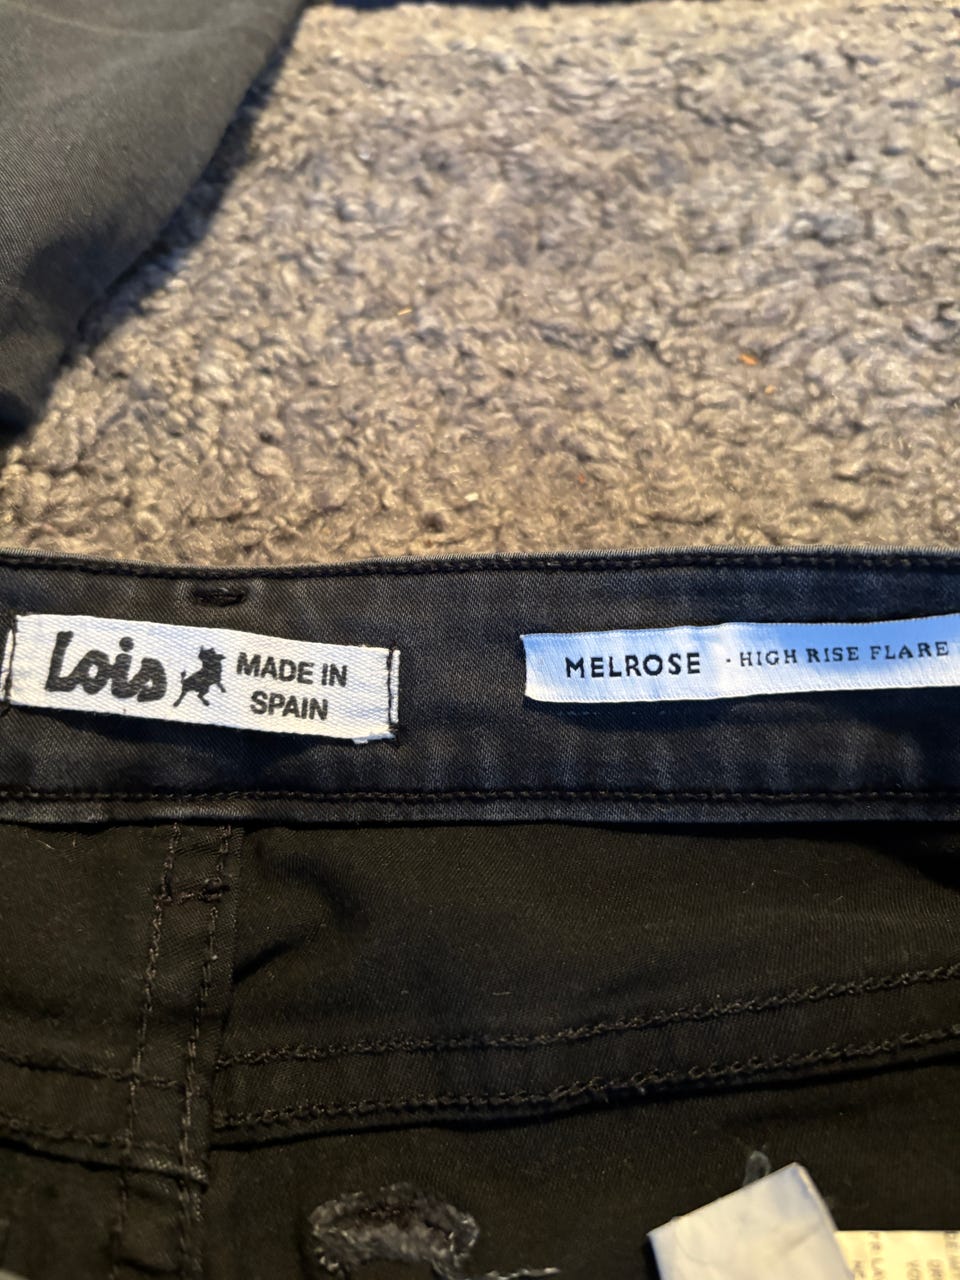 Lois
MADE IN
SPAIN
MELROSE · HIGH RISE FLARE